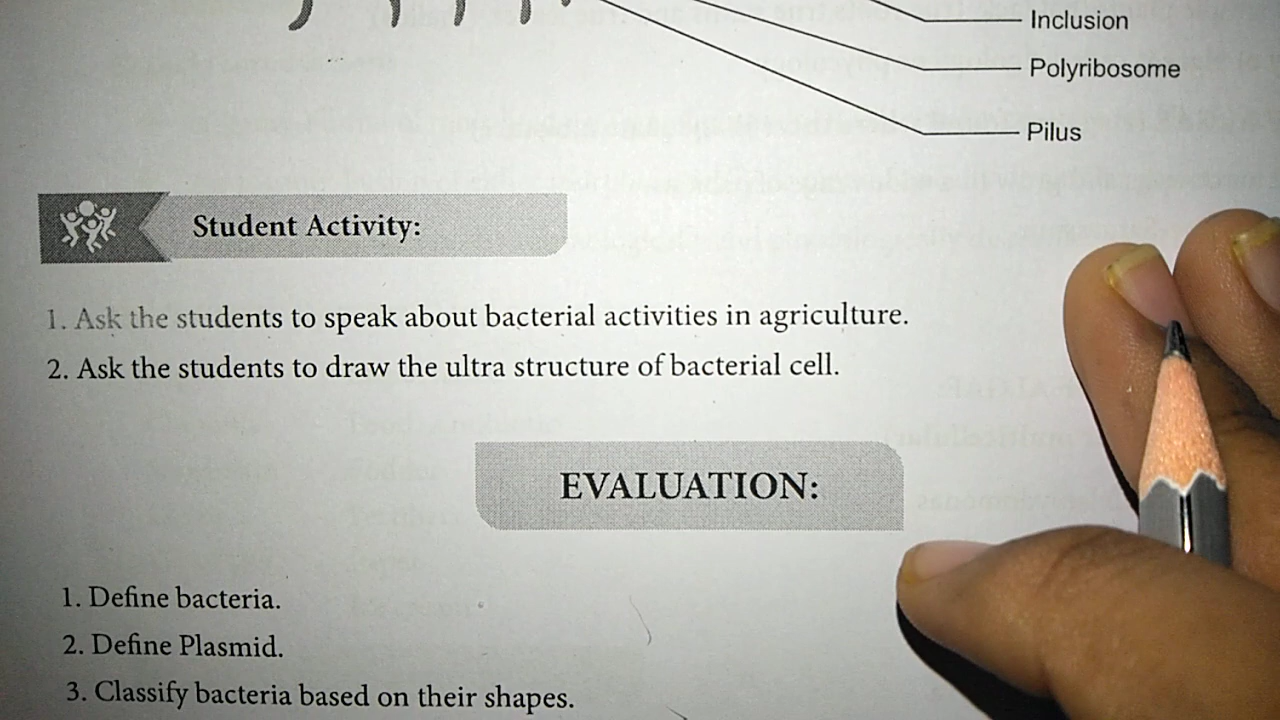 Inclusion
Polyribosome
Pilus
Student Activity:
1. Ask the students to speak about bacterial activities in agriculture.
2. Ask the students to draw the ultra structure of bacterial cell.
EVALUATION:
1. Define bacteria.
2. Define Plasmid.
3. Classify bacteria based on their shapes.